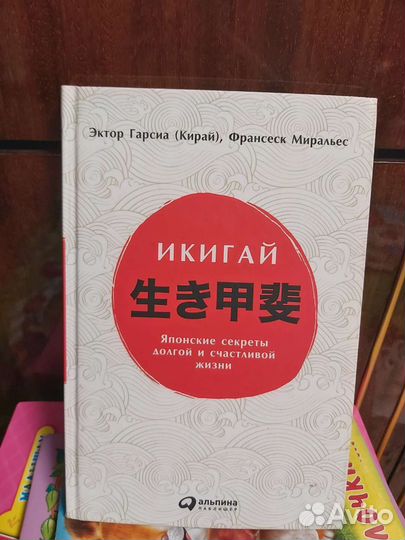 Эктор Гарсиа (Кирай), Франсеск Миральес
ИКИГАЙ
生き甲斐
Японские секреты
долгой и счастливой
жизни
альпина
ПАБЛИШЕР
Avito